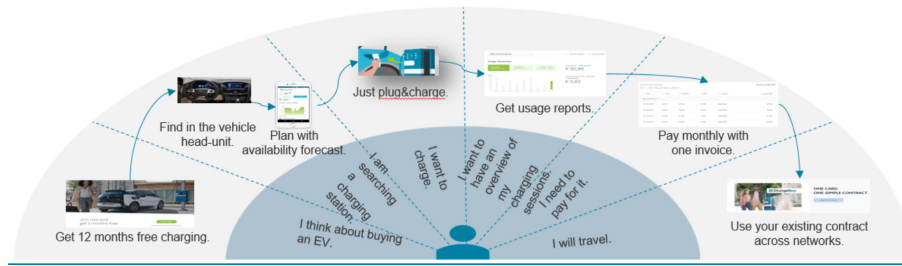 Find in the vehicle
head-unit.
Plan with
availability forecast.
Just plug&charge.
Get usage reports.
Pay monthly with
one invoice.
Get 12 months free charging.
I think about buying
an EV.
I am
searching
a
charging
station.
I want to
charge.
I want to
have an
overview of
my
charging
sessions.
I need to
pay for it.
I will travel.
ONE CARD.
ONE SIMPLE CONTRACT.
Use your existing contract
across networks.